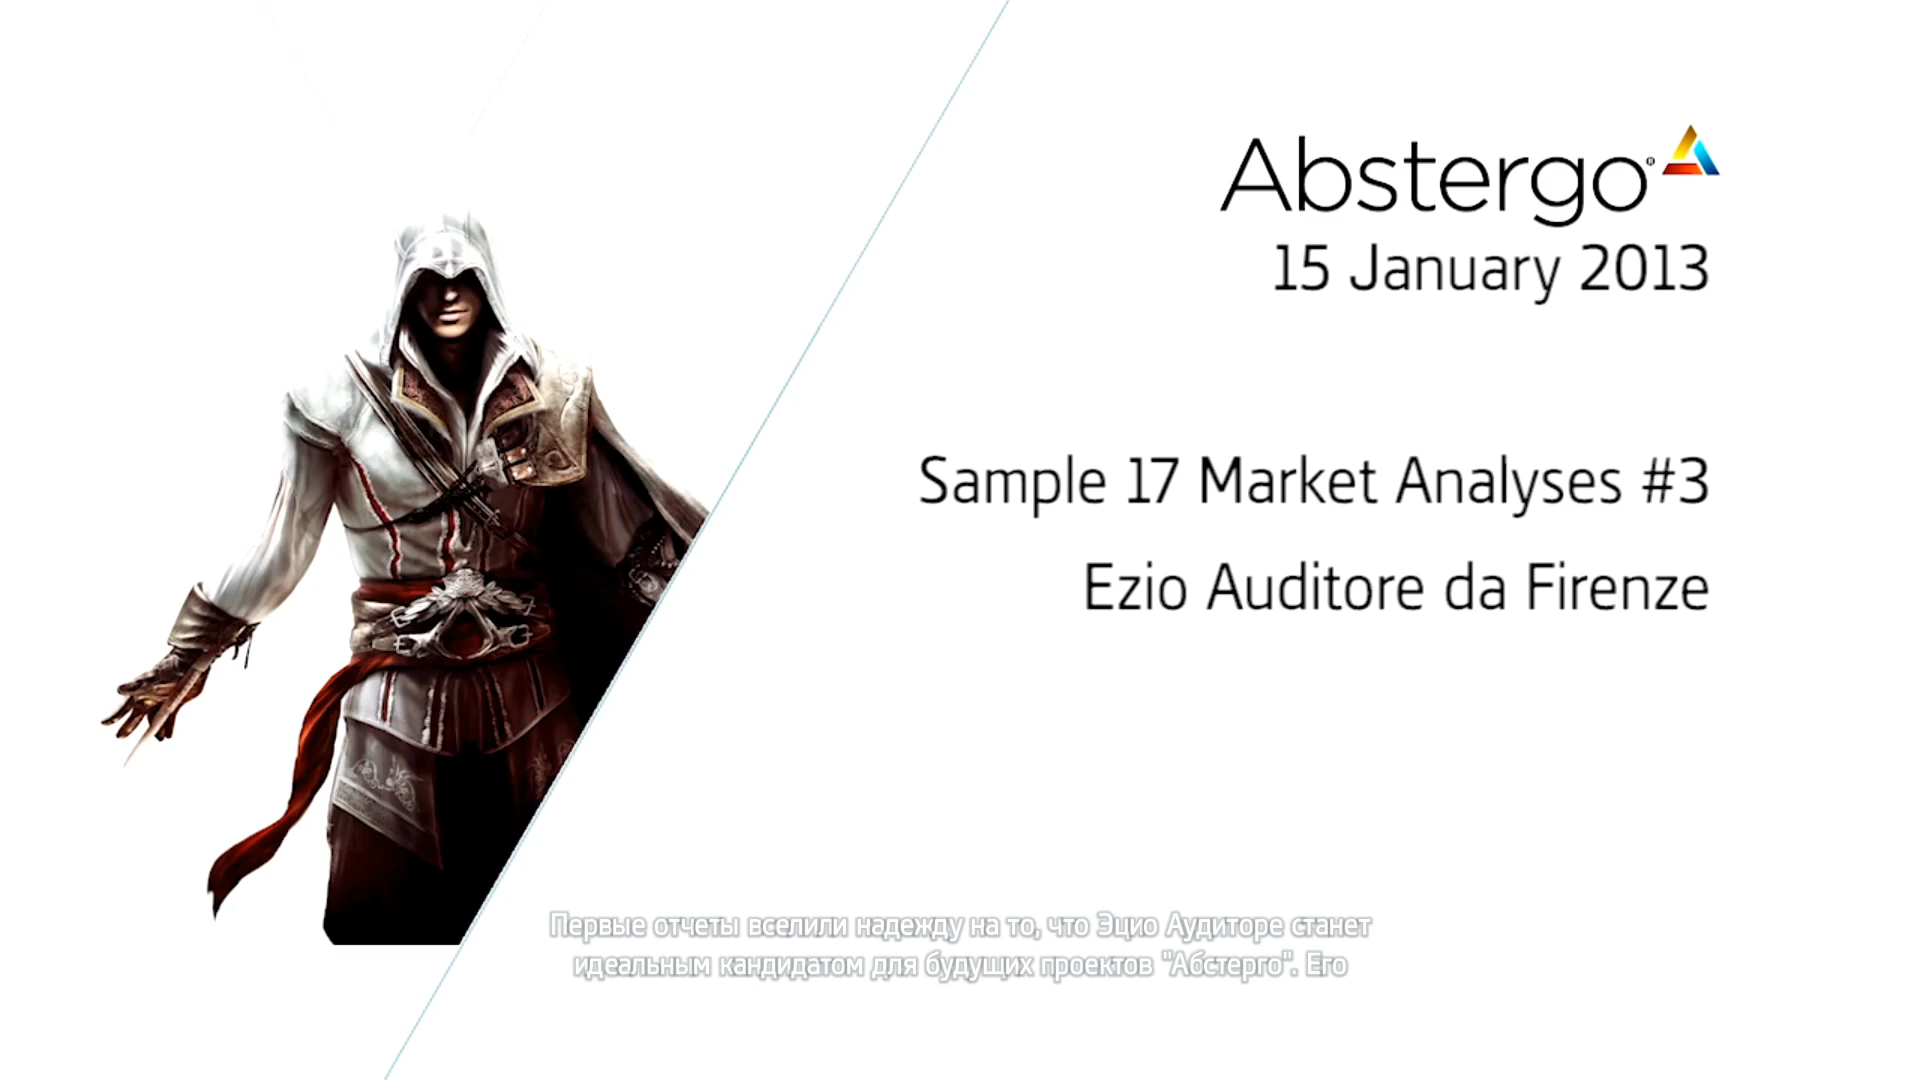 Abstergo®
15 January 2013
Sample 17 Market Analyses #3
Ezio Auditore da Firenze
Первые отчеты вселили надежду на то, что Эцио Аудиторе станет
идеальным кандидатом для будущих проектов "Абстерго". Его